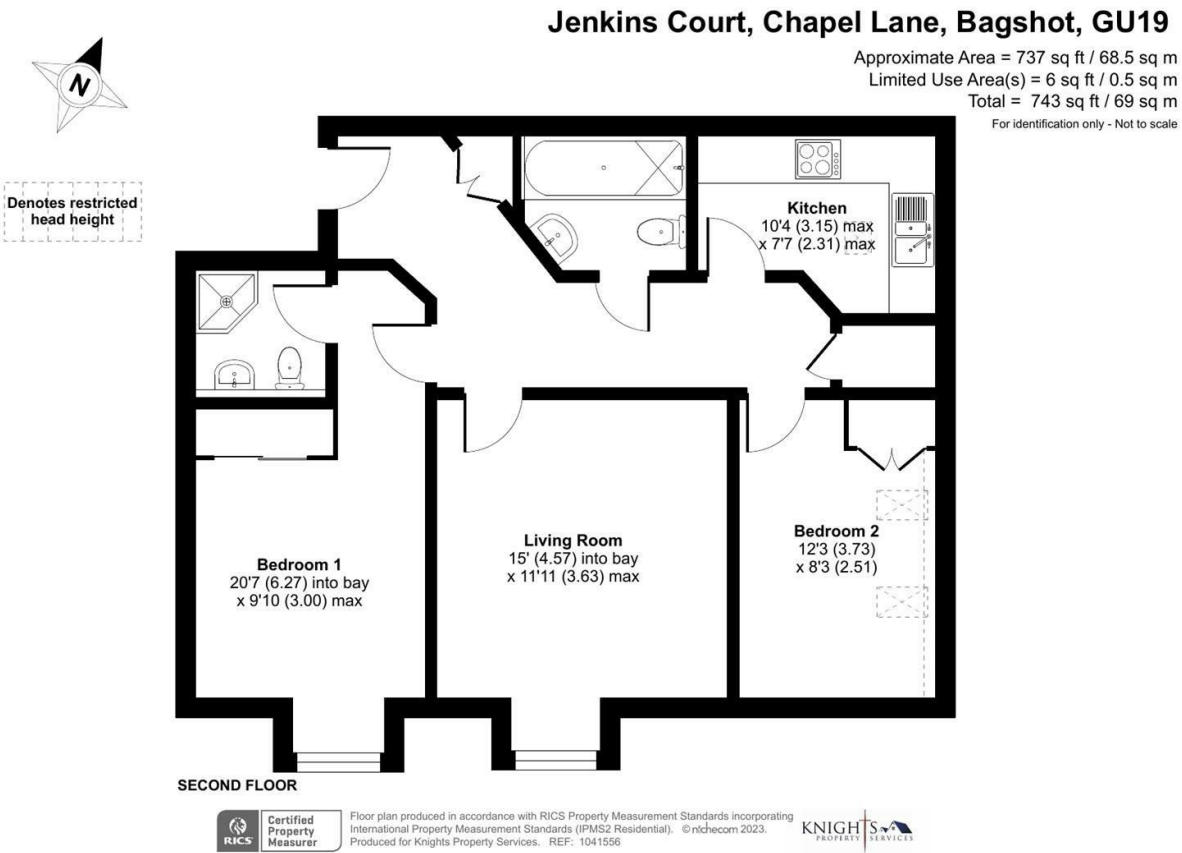 Jenkins Court, Chapel Lane, Bagshot, GU19
Approximate Area = 737 sq ft / 68.5 sq m
Limited Use Area(s) = 6 sq ft / 0.5 sq m
Total = 743 sq ft / 69 sq m
For identification only - Not to scale
N
Denotes restricted
head height
Kitchen
10'4 (3.15) max
x 7'7 (2.31) max
Living Room
15' (4.57) into bay
x 11'11 (3.63) max
Bedroom 2
12'3 (3.73)
x 8'3 (2.51)
Bedroom 1
20'7 (6.27) into bay
x 9'10 (3.00) max
SECOND FLOOR
RICS
Certified
Property
Measurer
Floor plan produced in accordance with RICS Property Measurement Standards incorporating
International Property Measurement Standards (IPMS2 Residential). © nichecom 2023.
Produced for Knights Property Services. REF: 1041556
KNIGHTS
PROPERTY SERVICES